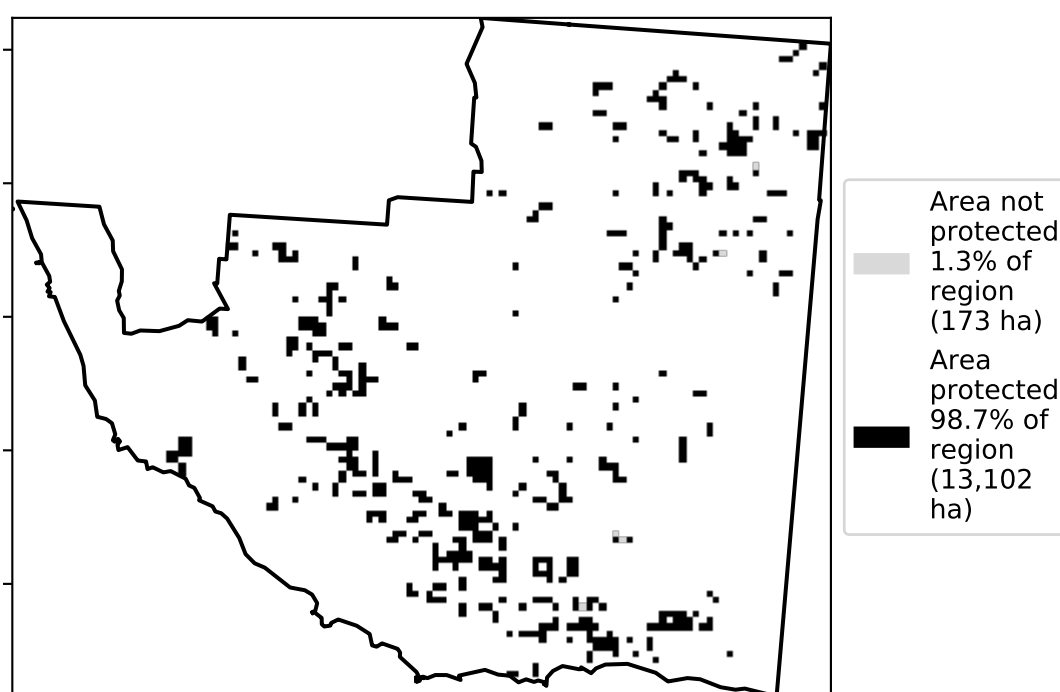 Area not
protected
1.3% of
region
(173 ha)
Area
protected
98.7% of
region
(13,102
ha)